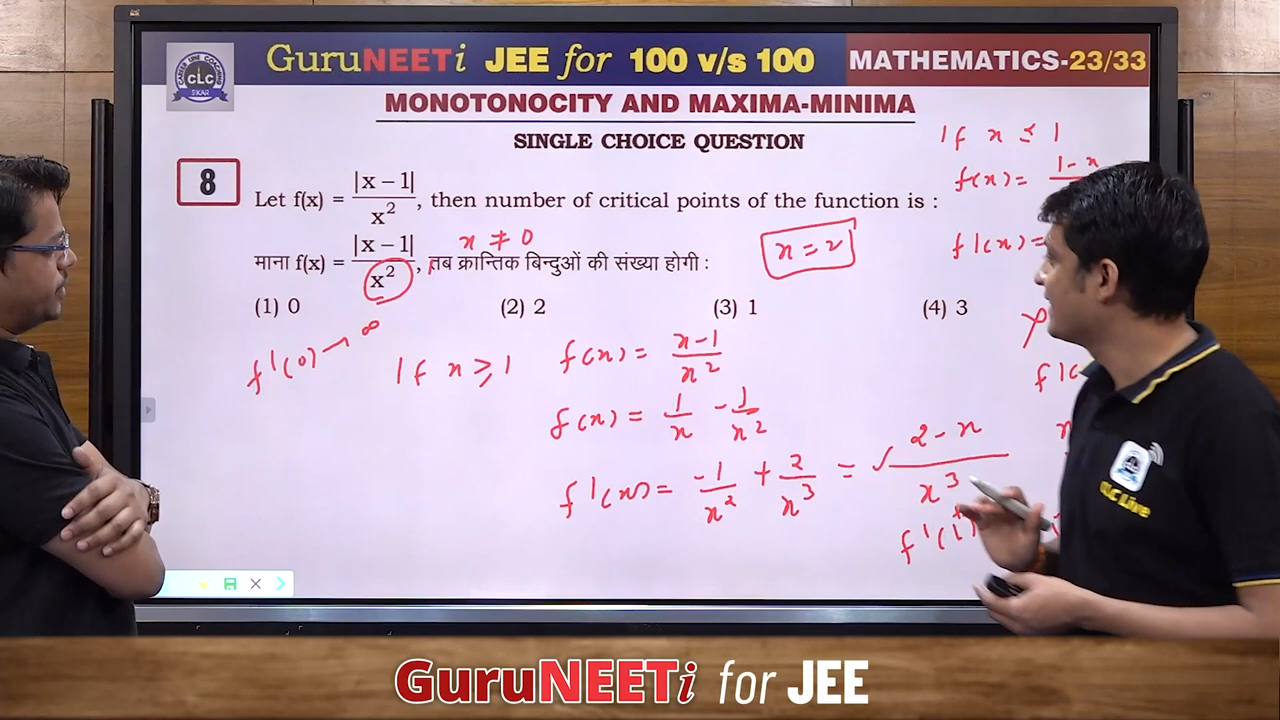 GuruNEETi JEE for 100 v/s 100
MATHEMATICS-23/33
CLC
SIKAR
MONOTONOCITY AND MAXIMA-MINIMA
SINGLE CHOICE QUESTION
8
Let f(x) = |x – 1| / x², then number of critical points of the function is :
x ≠ 0
माना f(x) = |x – 1| / x², तब क्रान्तिक बिन्दुओं की संख्या होगी :
x = 2
(1) 0 (2) 2 (3) 1 (4) 3
If x ≤ 1
f(x) = 1-x
f'(x) =
f'(0) → ∞
If x ⩾ 1
f(x) = x-1 / x²
f(x) = 1/x - 1/x²
f'(x) = -1/x² + 2/x³ = 2-x / x³
f'(1⁺)
CLC Live
GuruNEETi for JEE